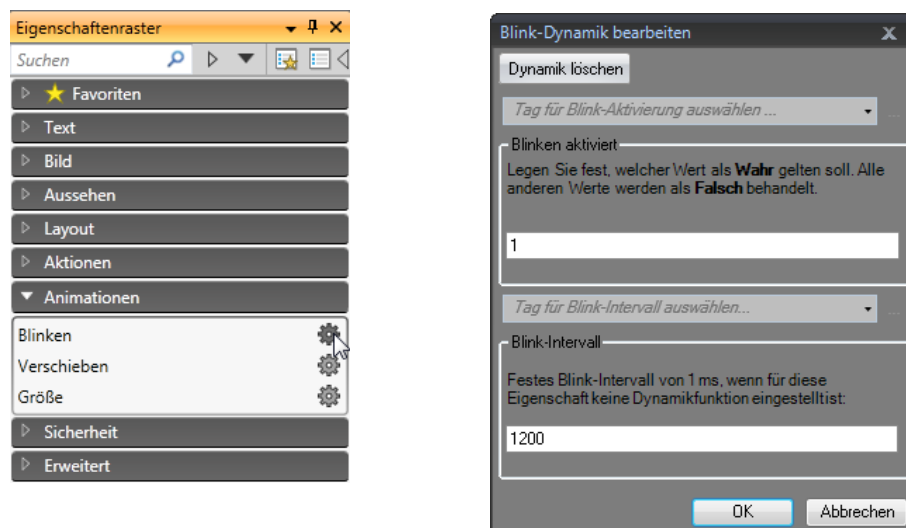 Eigenschaftenraster
Suchen
Favoriten
Text
Bild
Aussehen
Layout
Aktionen
Animationen
Blinken
Verschieben
Größe
Sicherheit
Erweitert
Blink-Dynamik bearbeiten
Dynamik löschen
Tag für Blink-Aktivierung auswählen ...
...
Blinken aktiviert
Legen Sie fest, welcher Wert als Wahr gelten soll. Alle
anderen Werte werden als Falsch behandelt.
1
Tag für Blink-Intervall auswählen...
...
Blink-Intervall
Festes Blink-Intervall von 1 ms, wenn für diese
Eigenschaft keine Dynamikfunktion eingestelltist:
1200
OK
Abbrechen